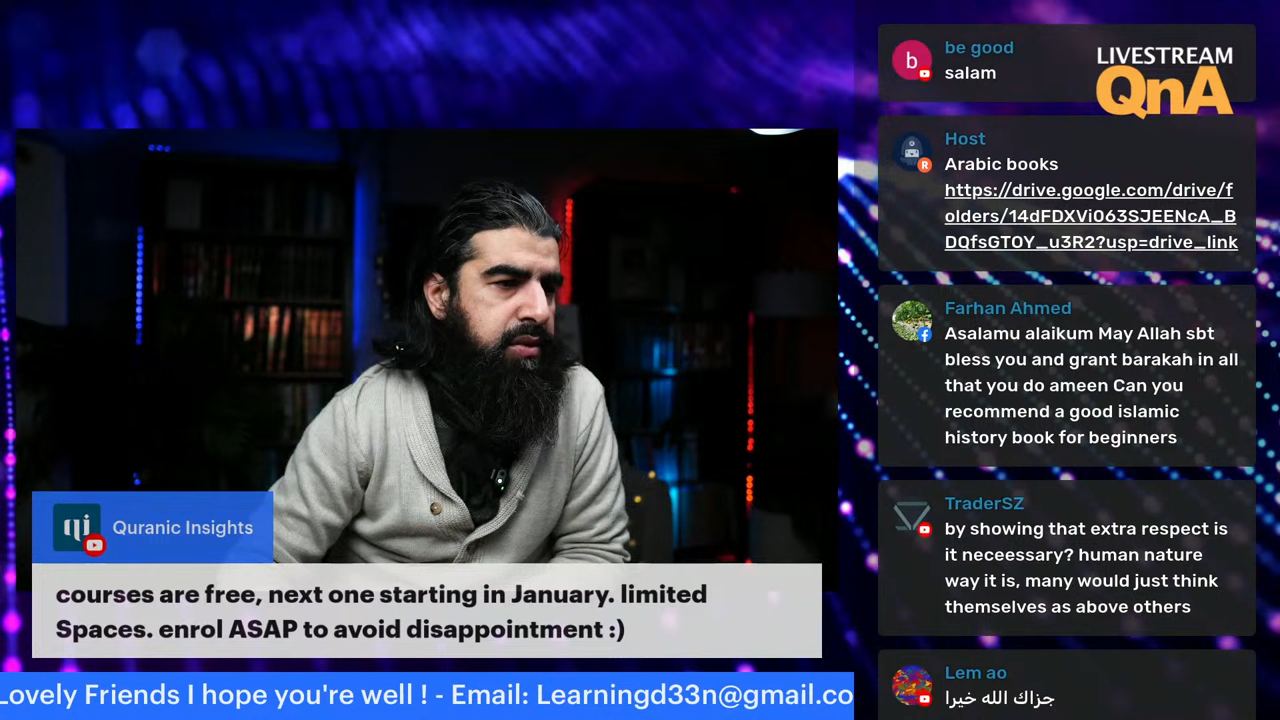 be good
salam
LIVESTREAM
QnA
Host
Arabic books
https://drive.google.com/drive/f
olders/14dFDXVi063SJEENcA_B
DQfsGTOY_u3R2?usp=drive_link
Farhan Ahmed
Asalamu alaikum May Allah sbt
bless you and grant barakah in all
that you do ameen Can you
recommend a good islamic
history book for beginners
TraderSZ
by showing that extra respect is
it neceessary? human nature
way it is, many would just think
themselves as above others
Lem ao
جزاك الله خيرا
qi
Quranic Insights
courses are free, next one starting in January. limited
Spaces. enrol ASAP to avoid disappointment :)
Lovely Friends I hope you're well ! - Email: Learningd33n@gmail.co